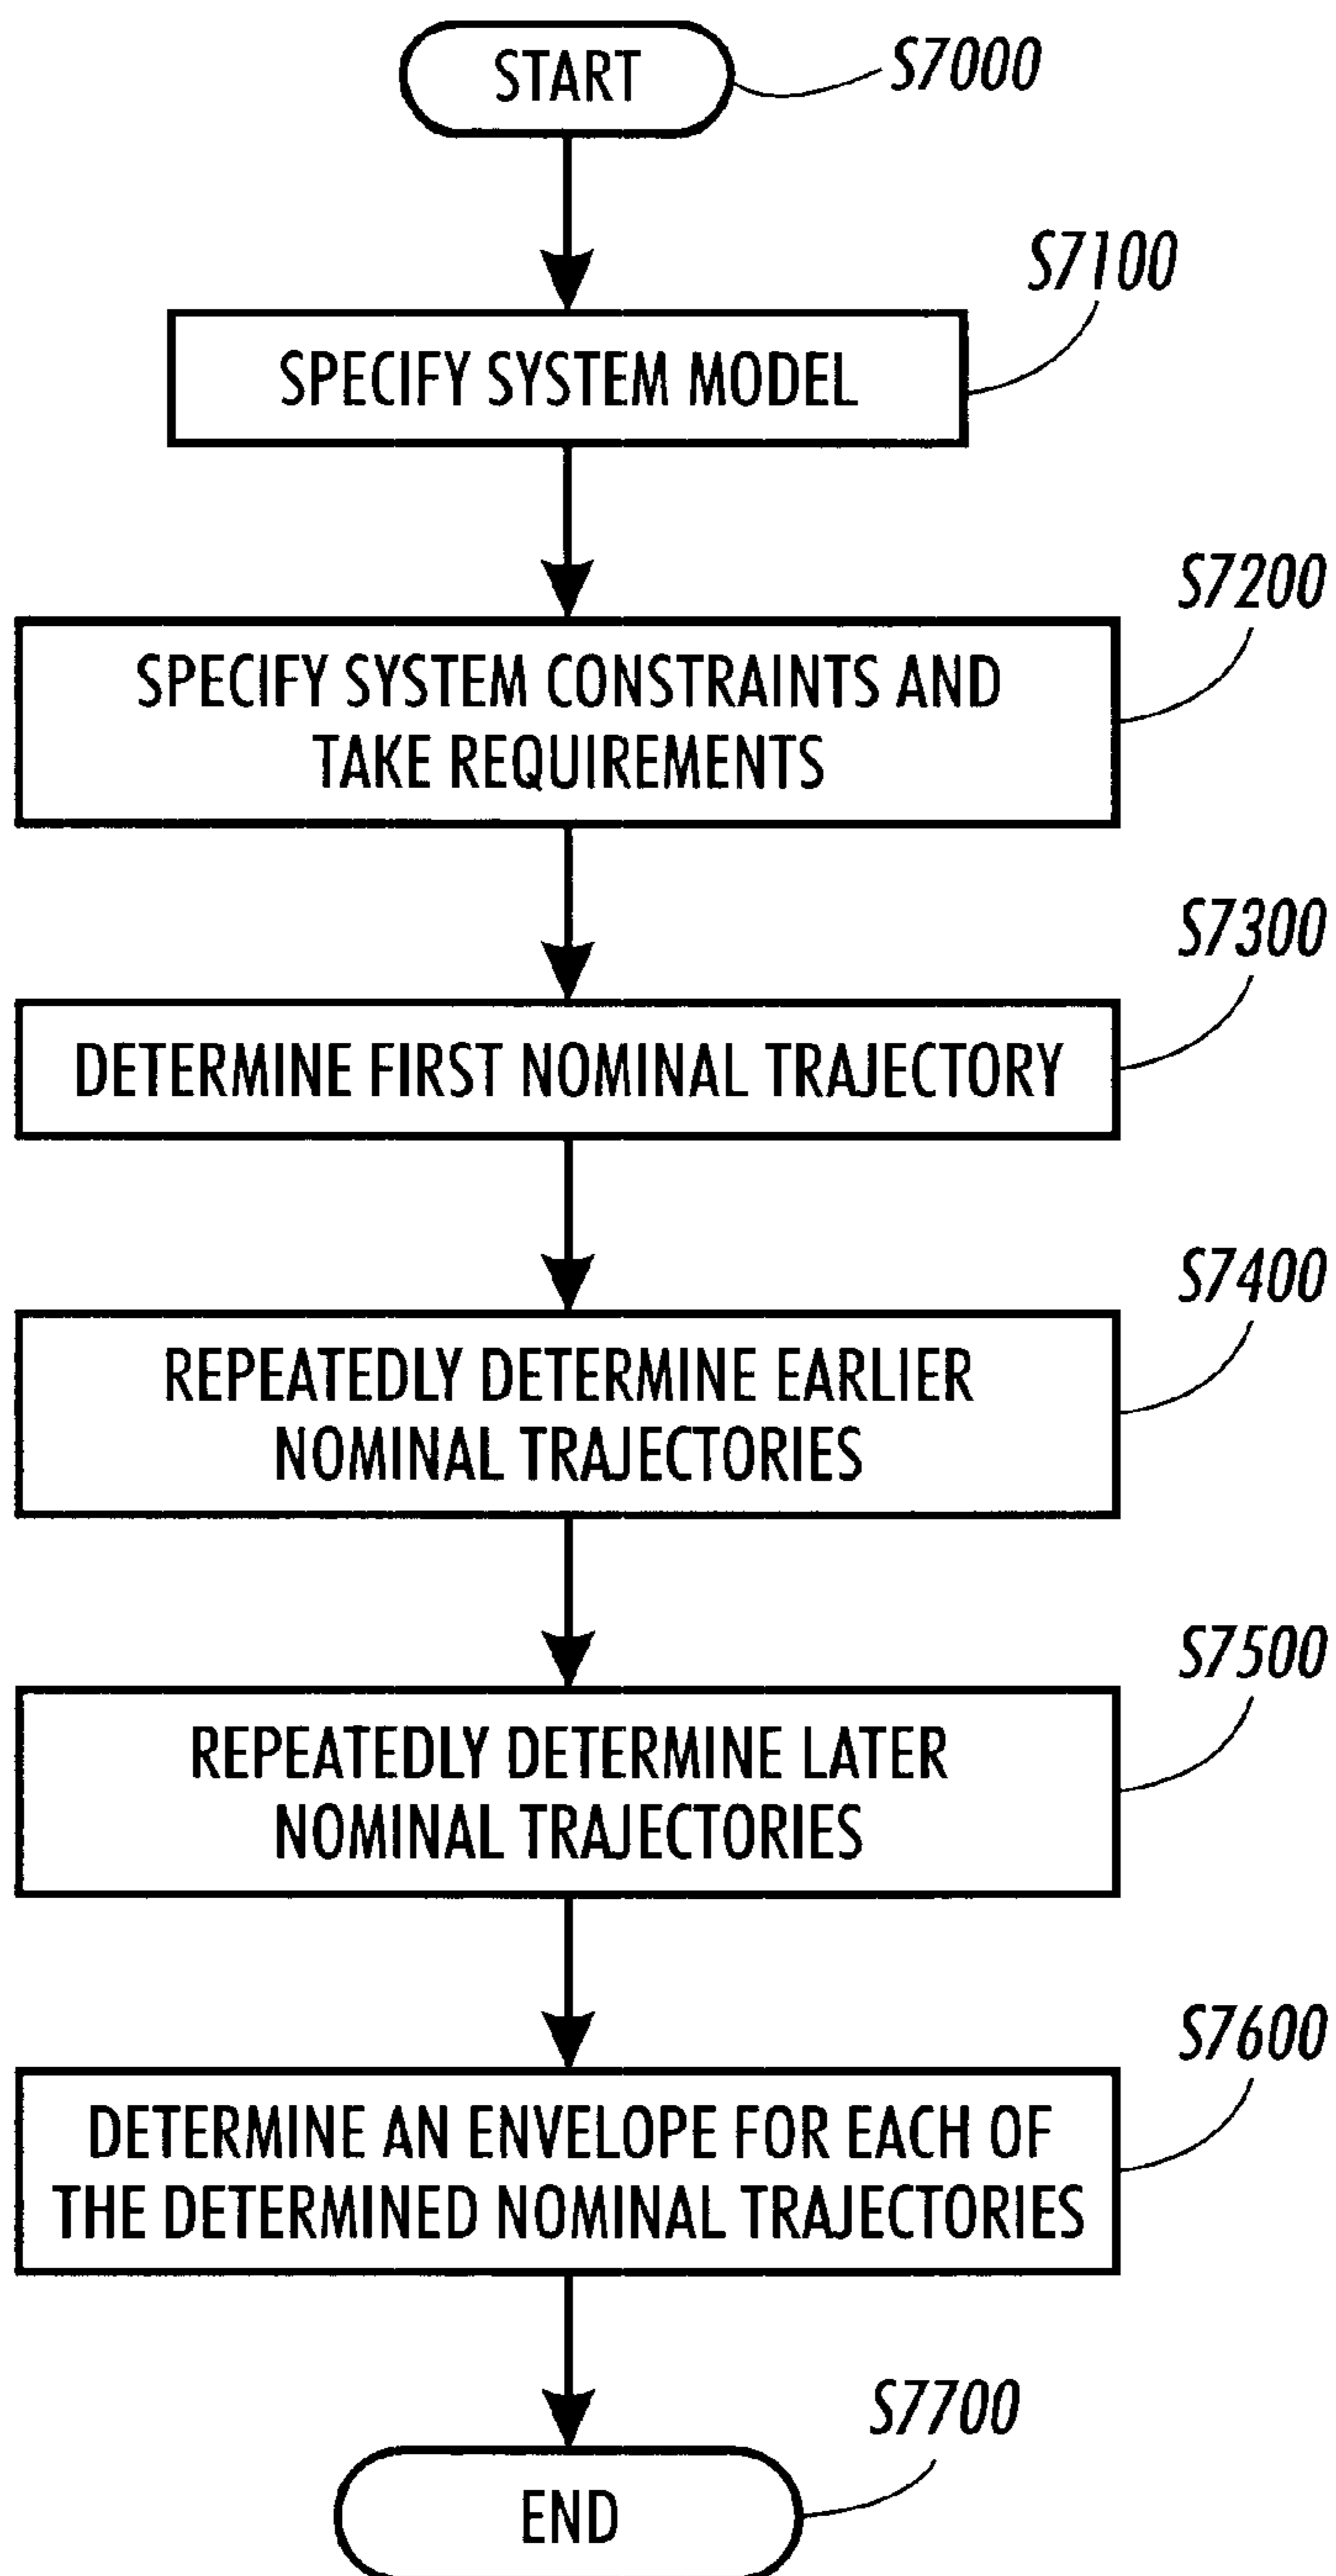 START
S7000
S7100
SPECIFY SYSTEM MODEL
S7200
SPECIFY SYSTEM CONSTRAINTS AND
TAKE REQUIREMENTS
S7300
DETERMINE FIRST NOMINAL TRAJECTORY
S7400
REPEATEDLY DETERMINE EARLIER
NOMINAL TRAJECTORIES
S7500
REPEATEDLY DETERMINE LATER
NOMINAL TRAJECTORIES
S7600
DETERMINE AN ENVELOPE FOR EACH OF
THE DETERMINED NOMINAL TRAJECTORIES
S7700
END